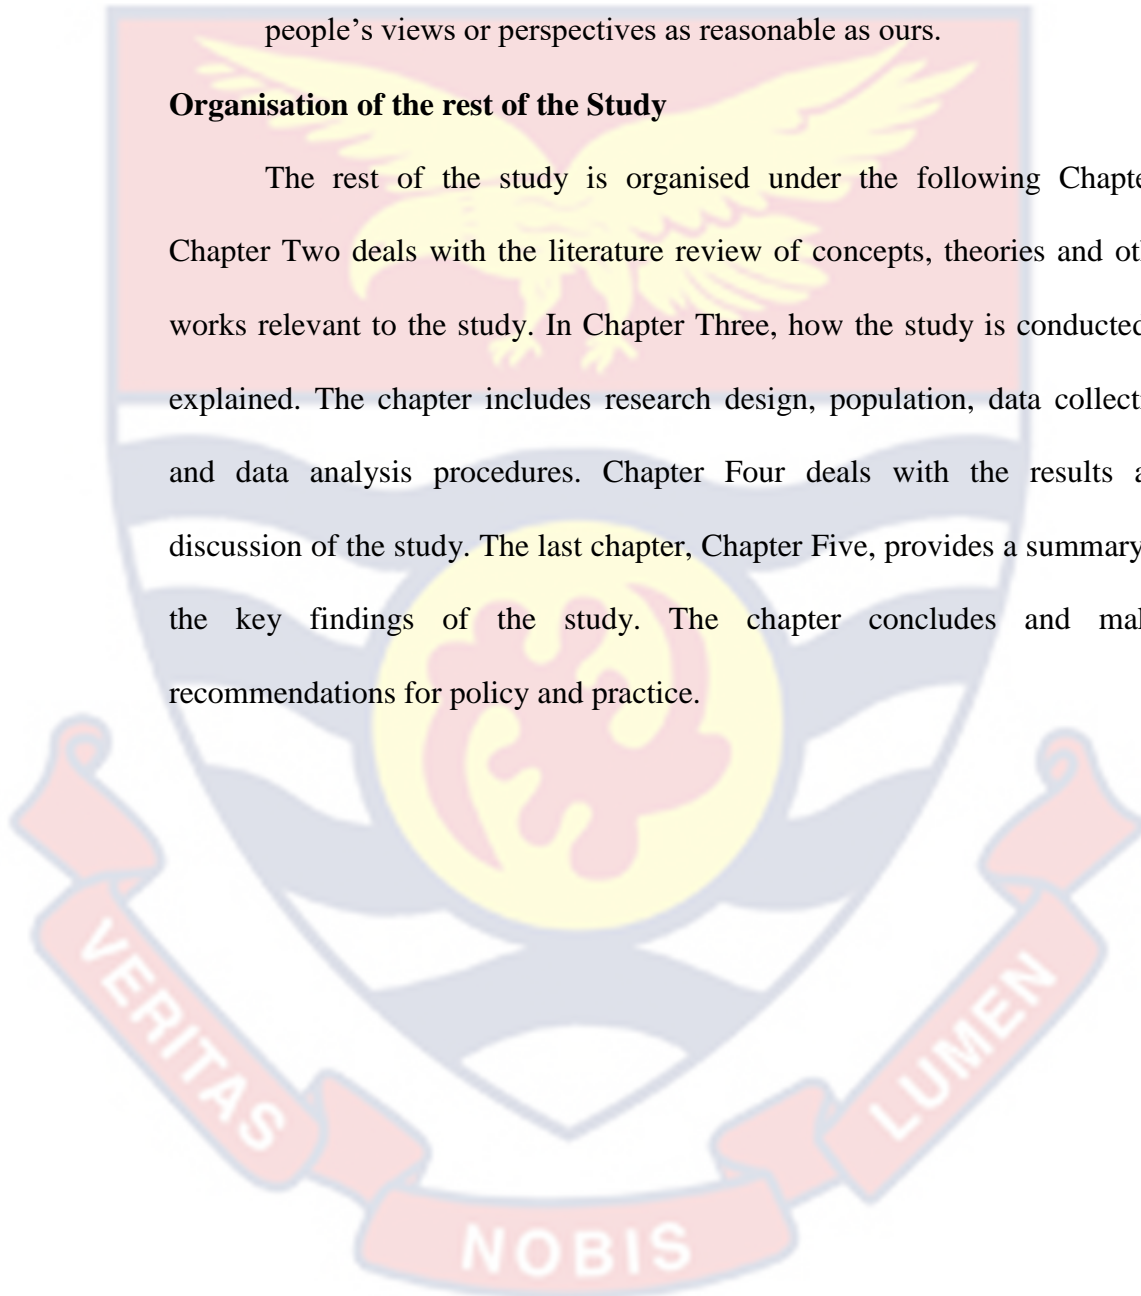 people’s views or perspectives as reasonable as ours.
Organisation of the rest of the Study
The rest of the study is organised under the following Chapte
Chapter Two deals with the literature review of concepts, theories and ot
works relevant to the study. In Chapter Three, how the study is conducted
explained. The chapter includes research design, population, data collect
and data analysis procedures. Chapter Four deals with the results a
discussion of the study. The last chapter, Chapter Five, provides a summary
the key findings of the study. The chapter concludes and mak
recommendations for policy and practice.
VERITAS
NOBIS
LUMEN